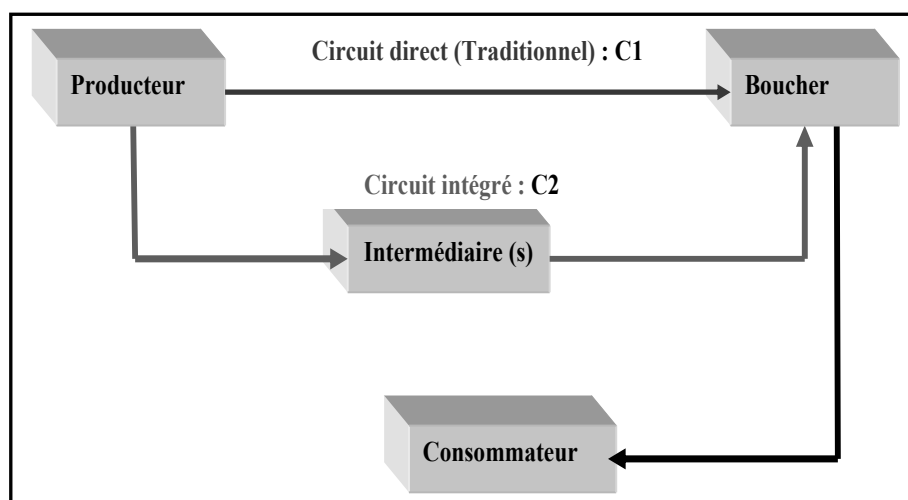 Circuit direct (Traditionnel) : C1
Producteur
Boucher
Circuit intégré : C2
Intermédiaire (s)
Consommateur